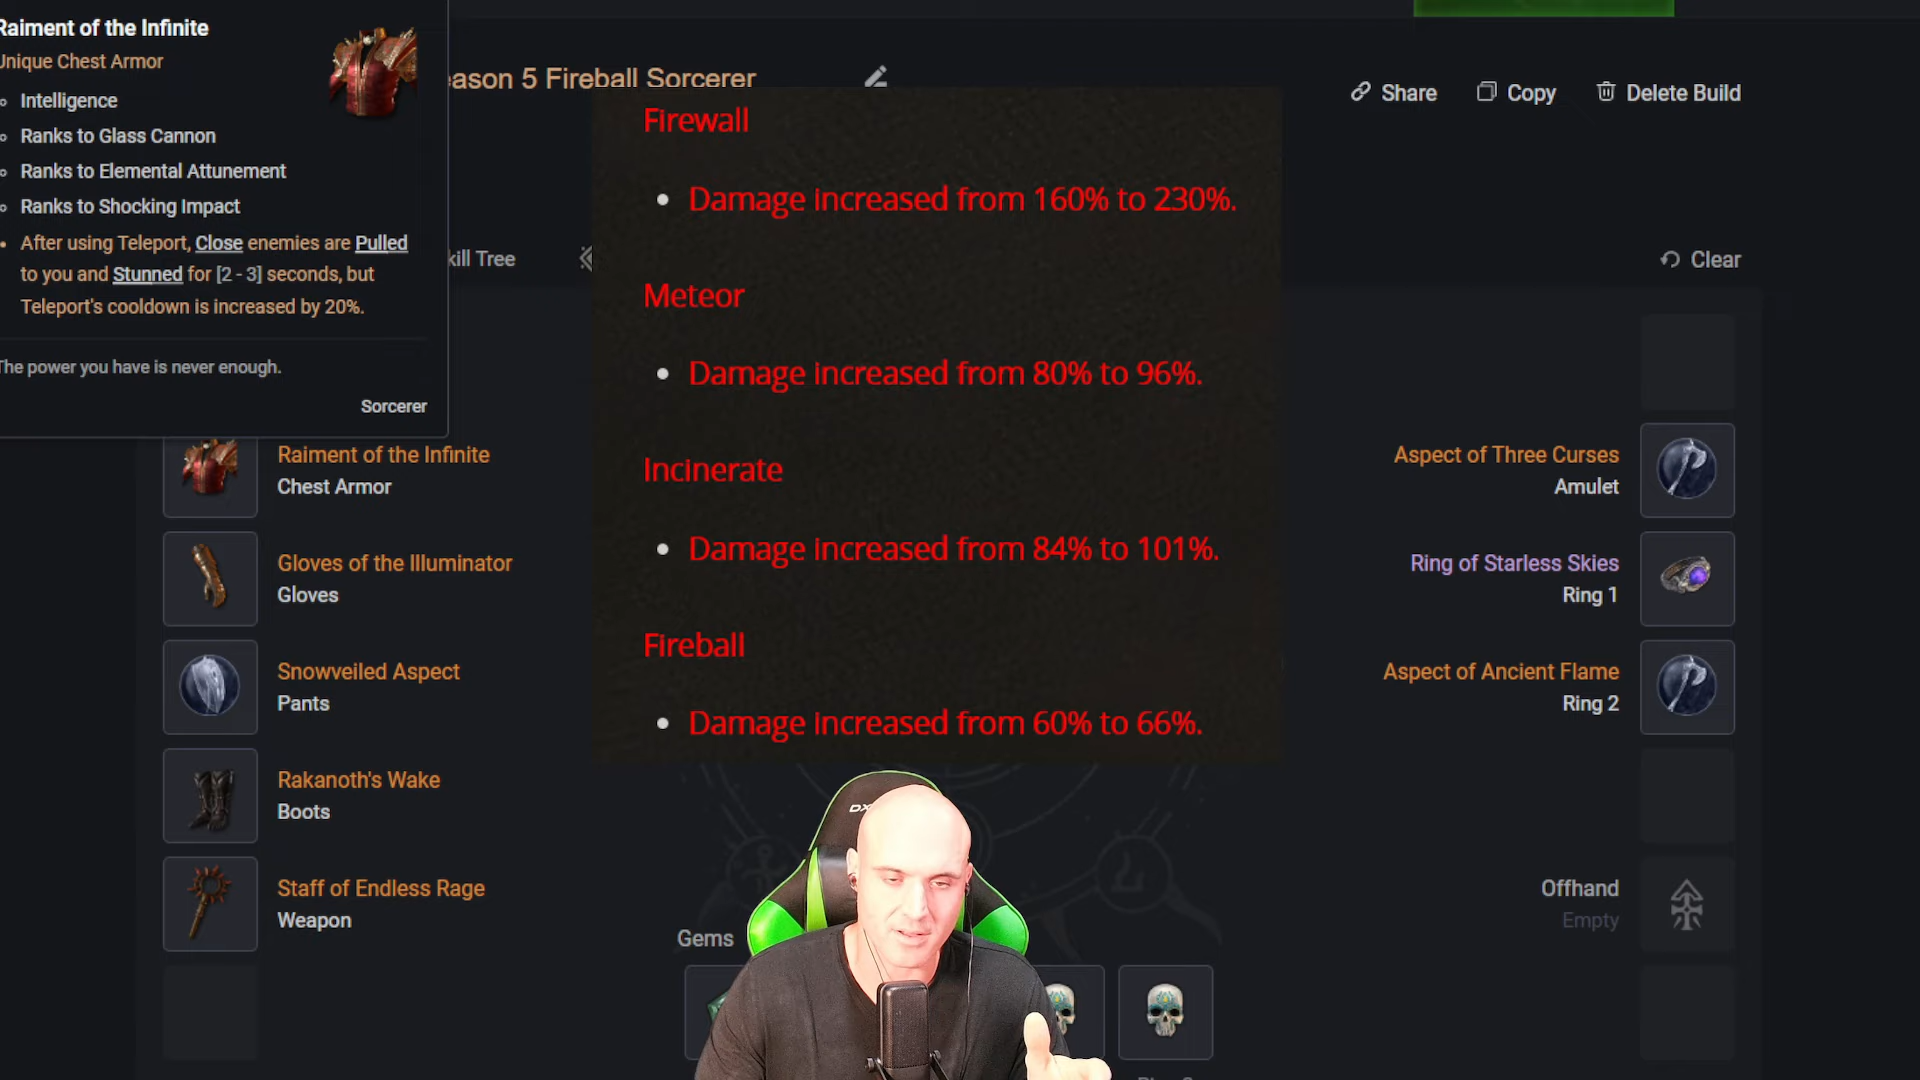 Raiment of the Infinite
Unique Chest Armor
Intelligence
Ranks to Glass Cannon
Ranks to Elemental Attunement
Ranks to Shocking Impact
After using Teleport, Close enemies are Pulled
to you and Stunned for [2 - 3] seconds, but
Teleport's cooldown is increased by 20%.
The power you have is never enough.
Sorcerer
eason 5 Fireball Sorcerer
Share
Copy
Delete Build
kill Tree
Clear
Firewall
• Damage increased from 160% to 230%.
Meteor
• Damage increased from 80% to 96%.
Incinerate
• Damage increased from 84% to 101%.
Fireball
• Damage increased from 60% to 66%.
Raiment of the Infinite
Chest Armor
Gloves of the Illuminator
Gloves
Snowveiled Aspect
Pants
Rakanoth's Wake
Boots
Staff of Endless Rage
Weapon
Aspect of Three Curses
Amulet
Ring of Starless Skies
Ring 1
Aspect of Ancient Flame
Ring 2
Offhand
Empty
Gems
DX